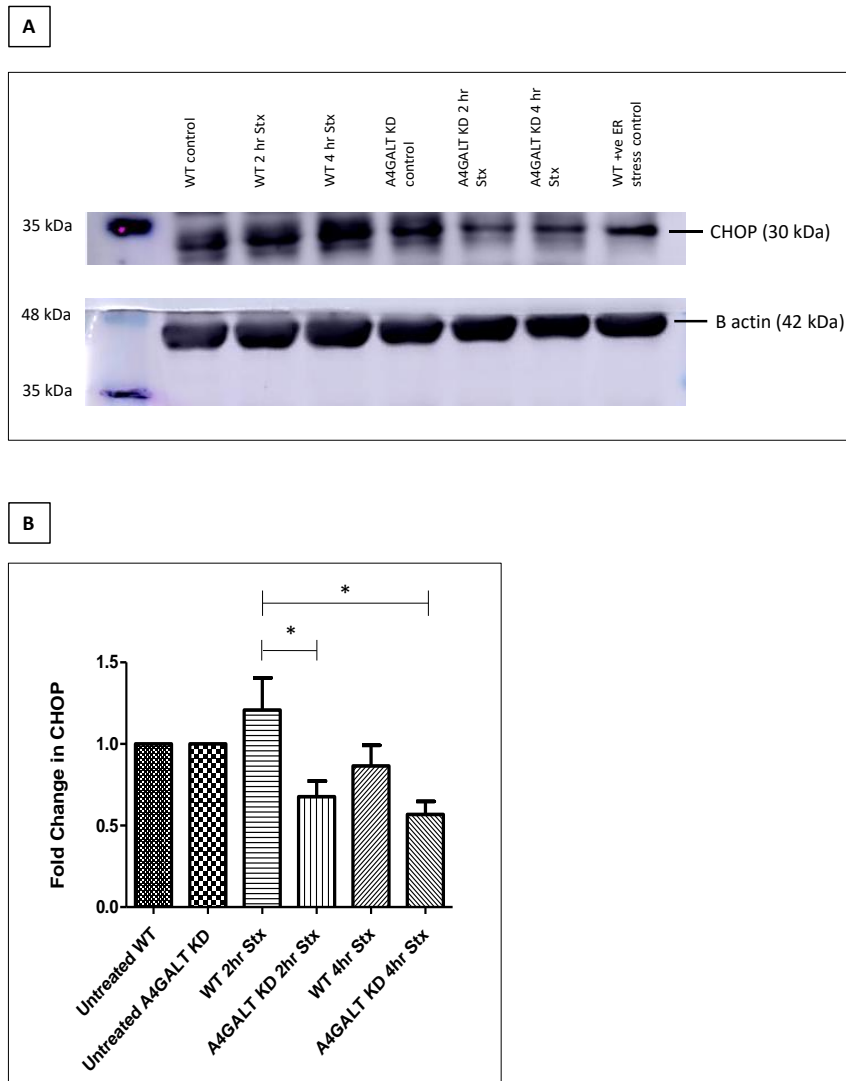 A
WT control
WT 2 hr Stx
WT 4 hr Stx
A4GALT KD
control
A4GALT KD 2 hr
Stx
A4GALT KD 4 hr
Stx
WT +ve ER
stress control
35 kDa
CHOP (30 kDa)
48 kDa
B actin (42 kDa)
35 kDa
B
*
*
Fold Change in CHOP
1.5
1.0
0.5
0.0
Untreated WT
Untreated A4GALT KD
WT 2hr Stx
A4GALT KD 2hr Stx
WT 4hr Stx
A4GALT KD 4hr Stx